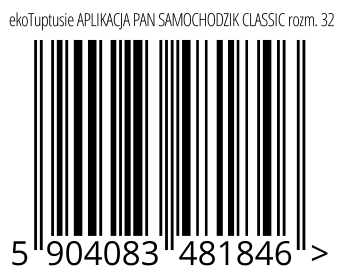 ekoTuptusie APLIKACJA PAN SAMOCHODZIK CLASSIC rozm. 32
5 904083 481846 >